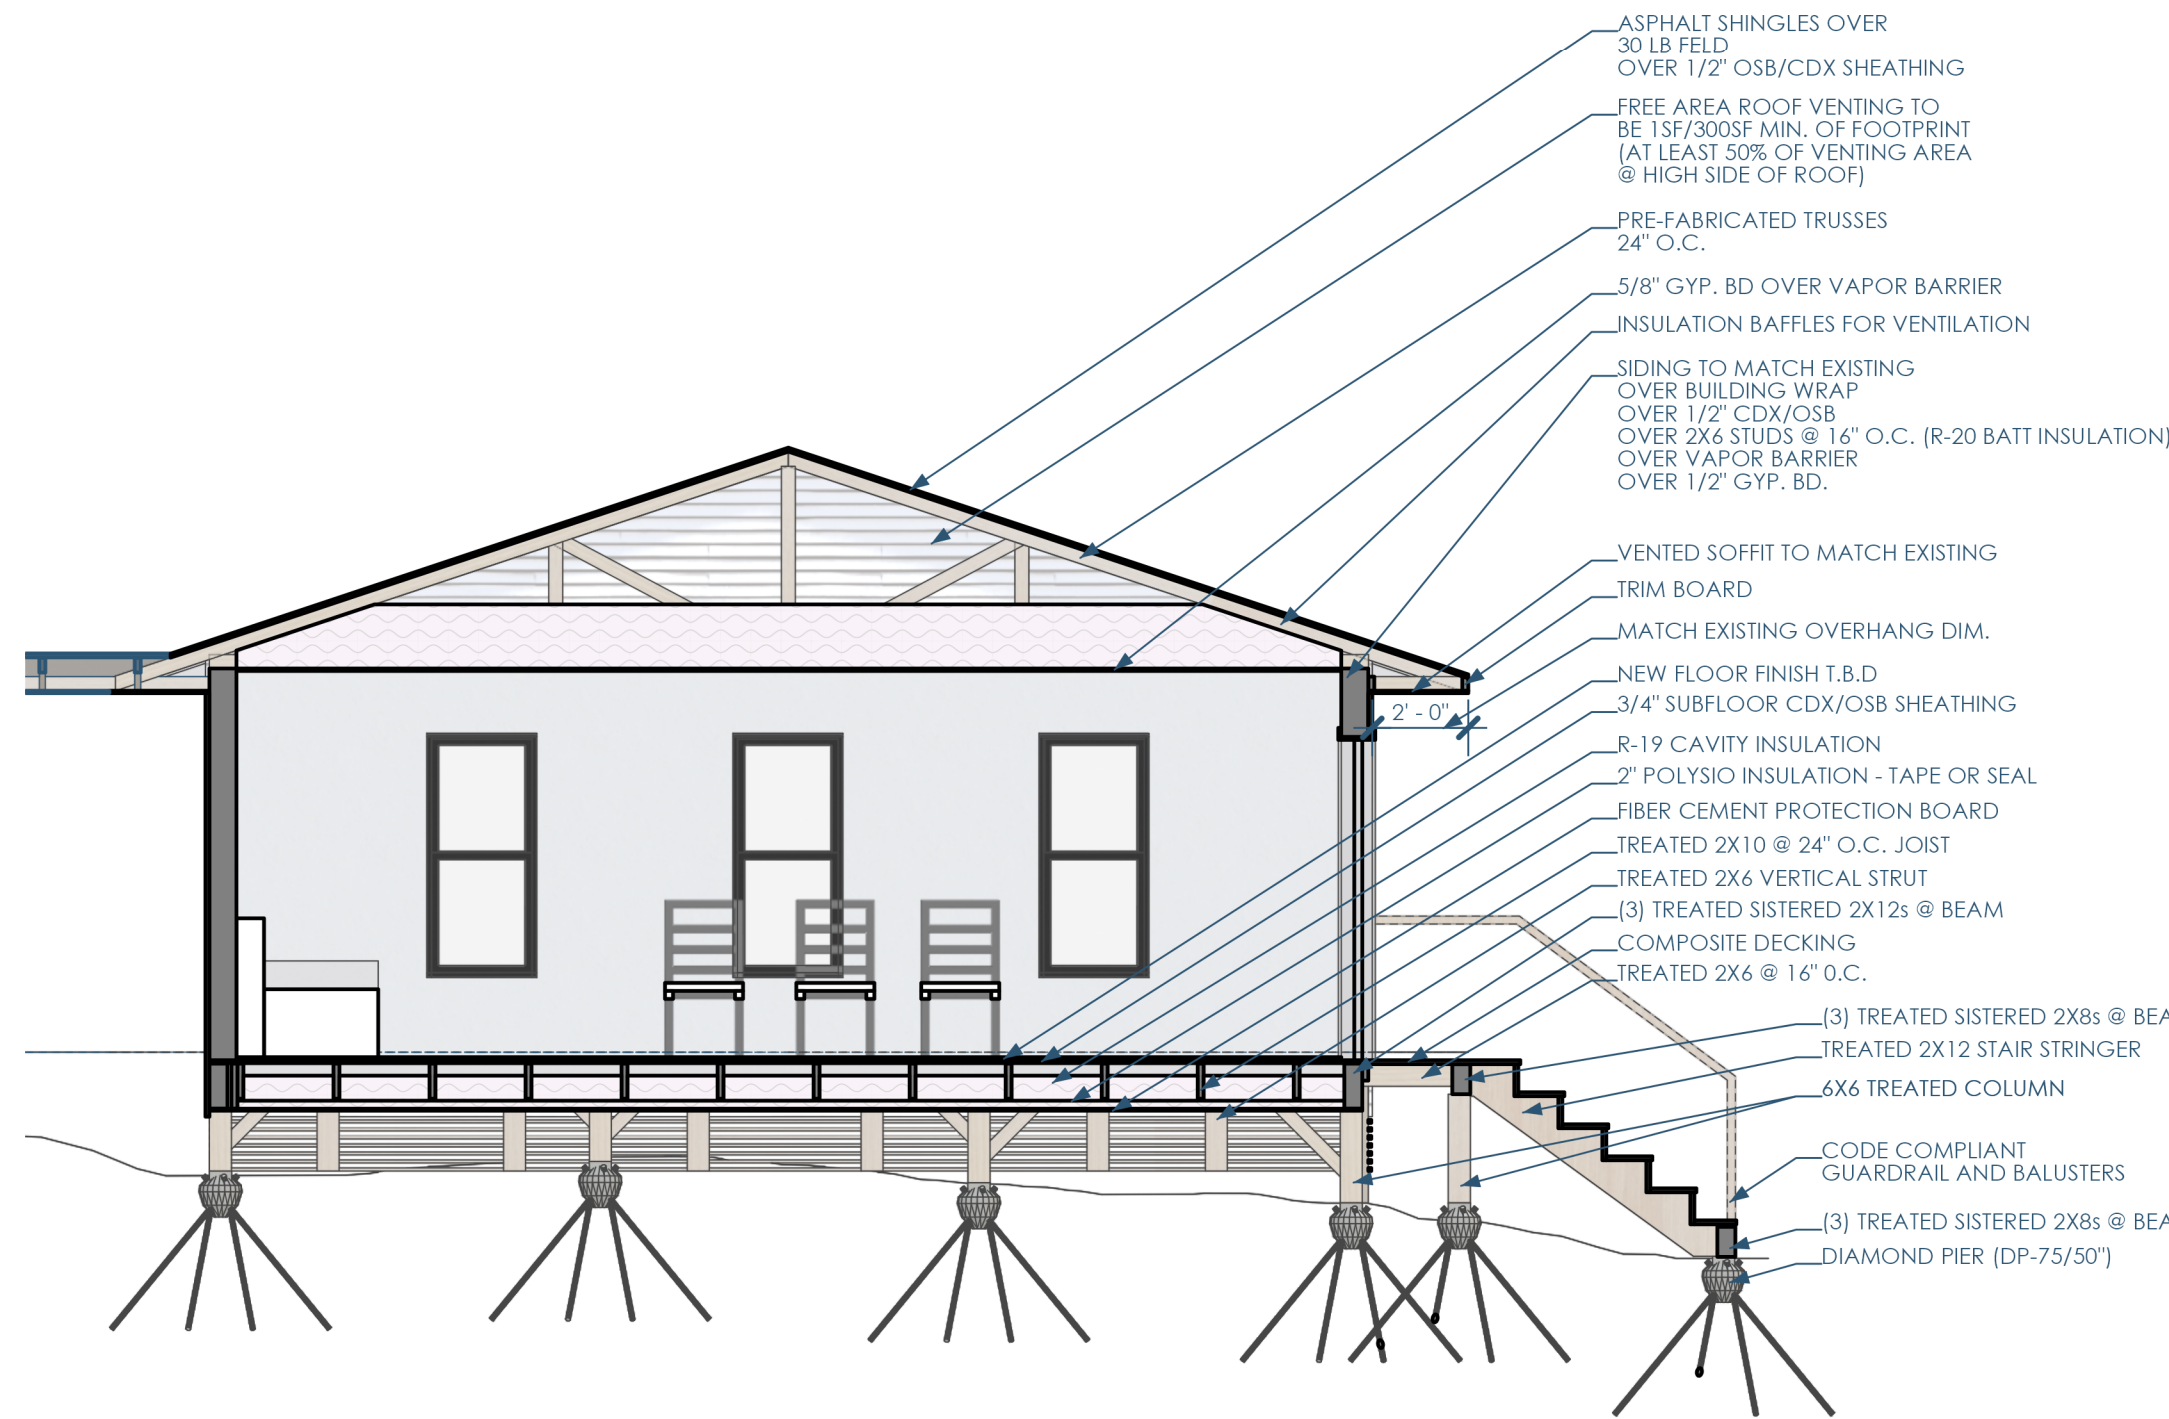 ASPHALT SHINGLES OVER
30 LB FELD
OVER 1/2" OSB/CDX SHEATHING
FREE AREA ROOF VENTING TO
BE 1SF/300SF MIN. OF FOOTPRINT
(AT LEAST 50% OF VENTING AREA
@ HIGH SIDE OF ROOF)
PRE-FABRICATED TRUSSES
24" O.C.
5/8" GYP. BD OVER VAPOR BARRIER
INSULATION BAFFLES FOR VENTILATION
SIDING TO MATCH EXISTING
OVER BUILDING WRAP
OVER 1/2" CDX/OSB
OVER 2X6 STUDS @ 16" O.C. (R-20 BATT INSULATION)
OVER VAPOR BARRIER
OVER 1/2" GYP. BD.
VENTED SOFFIT TO MATCH EXISTING
TRIM BOARD
MATCH EXISTING OVERHANG DIM.
NEW FLOOR FINISH T.B.D
3/4" SUBFLOOR CDX/OSB SHEATHING
2' - 0"
R-19 CAVITY INSULATION
2" POLYSIO INSULATION - TAPE OR SEAL
FIBER CEMENT PROTECTION BOARD
TREATED 2X10 @ 24" O.C. JOIST
TREATED 2X6 VERTICAL STRUT
(3) TREATED SISTERED 2X12s @ BEAM
COMPOSITE DECKING
TREATED 2X6 @ 16" 0.C.
(3) TREATED SISTERED 2X8s @ BEA
TREATED 2X12 STAIR STRINGER
6X6 TREATED COLUMN
CODE COMPLIANT
GUARDRAIL AND BALUSTERS
(3) TREATED SISTERED 2X8s @ BEA
DIAMOND PIER (DP-75/50")